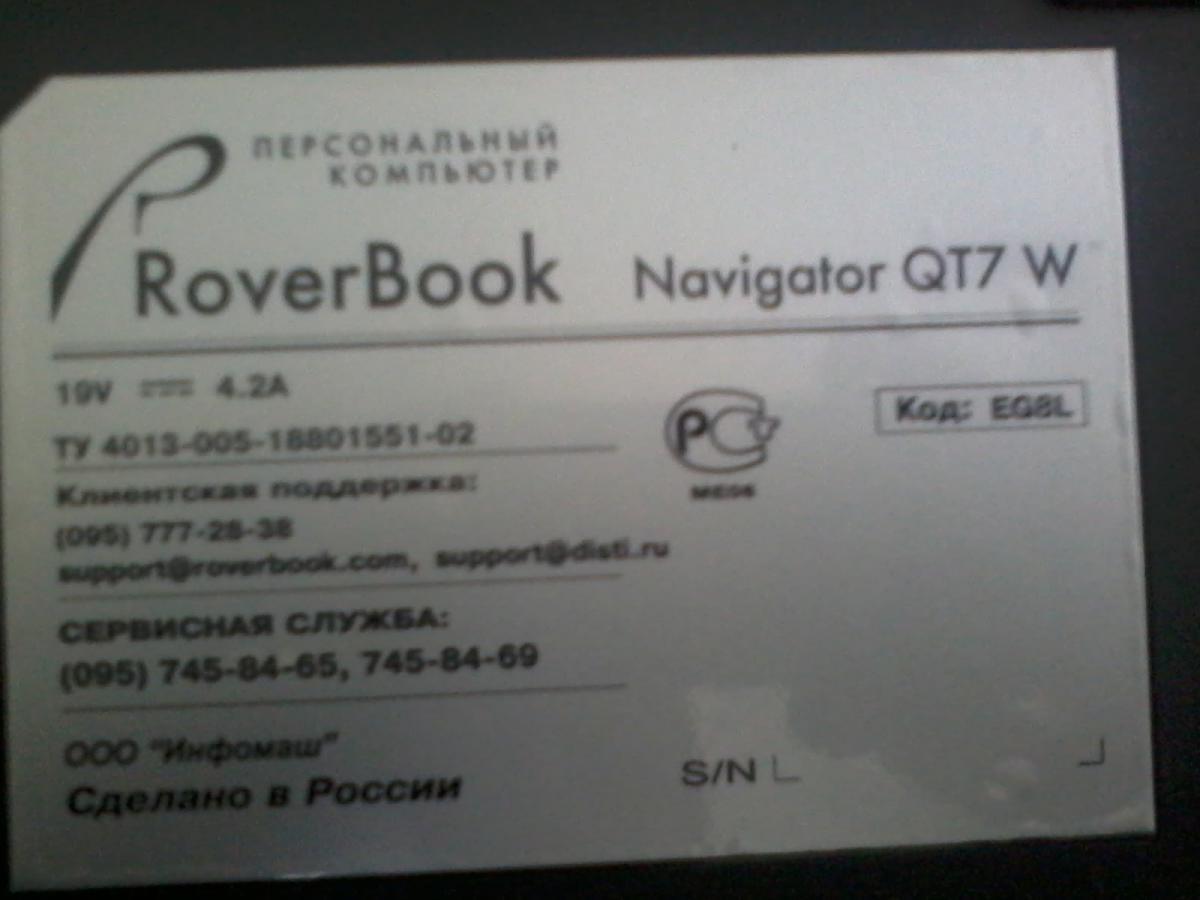 ПЕРСОНАЛЬНЫЙ
КОМПЬЮТЕР
RoverBook Navigator QT7 W
19V 4.2A
ТУ 4013-005-18801551-02
Код: EG8L
РС
ME06
Клиентская поддержка:
(095) 777-28-38
support@roverbook.com, support@disti.ru
СЕРВИСНАЯ СЛУЖБА:
(095) 745-84-65, 745-84-69
ООО "Инфомаш"
Сделано в России
S/N